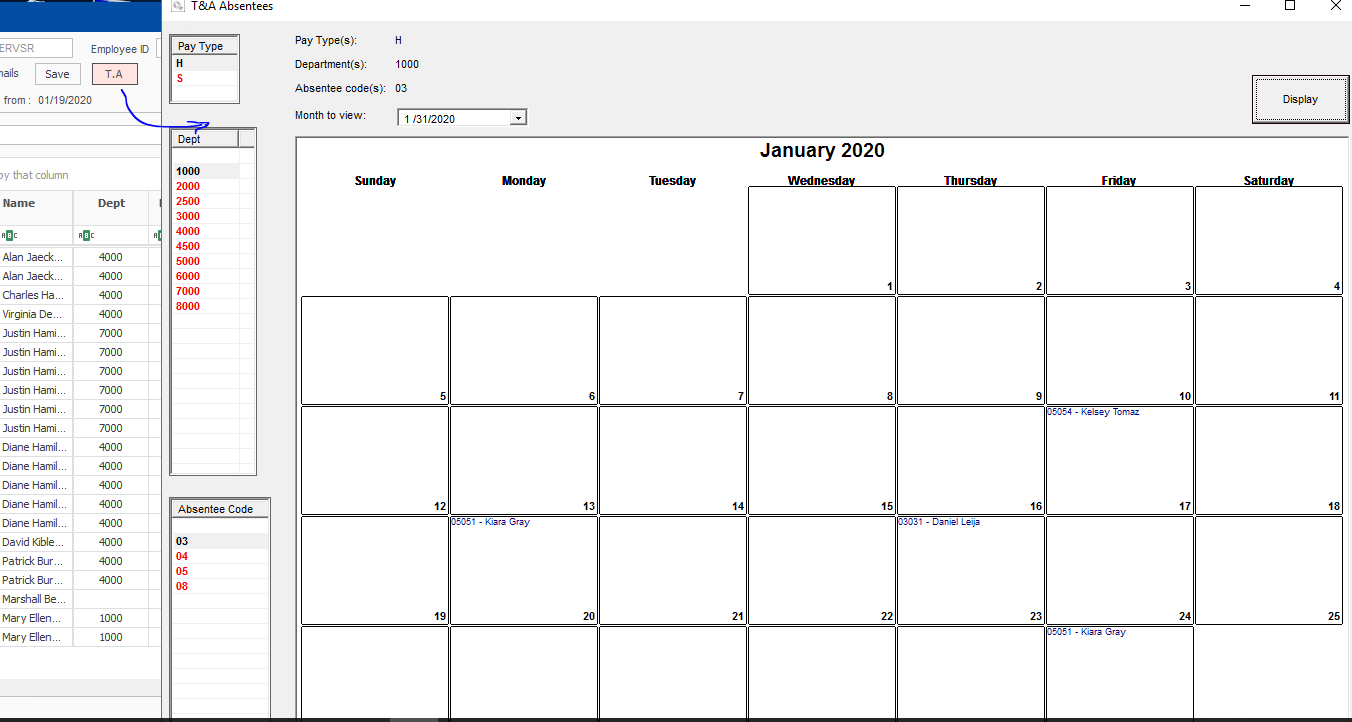 T&A Absentees
ERVSR
Employee ID
Save
T.A
from : 01/19/2020
by that column
Name Dept
ABC ABC
Alan Jaeck... 4000
Alan Jaeck... 4000
Charles Ha... 4000
Virginia De... 4000
Justin Hami... 7000
Justin Hami... 7000
Justin Hami... 7000
Justin Hami... 7000
Justin Hami... 7000
Justin Hami... 7000
Diane Hamil... 4000
Diane Hamil... 4000
Diane Hamil... 4000
Diane Hamil... 4000
Diane Hamil... 4000
David Kible... 4000
Patrick Bur... 4000
Patrick Bur... 4000
Marshall Be...
Mary Ellen... 1000
Mary Ellen... 1000
Pay Type
H
S
Dept
1000
2000
2500
3000
4000
4500
5000
6000
7000
8000
Absentee Code
03
04
05
08
Pay Type(s): H
Department(s): 1000
Absentee code(s): 03
Month to view: 1 /31/2020
Display
January 2020
Sunday Monday Tuesday Wednesday Thursday Friday Saturday
1 2 3 4
5 6 7 8 9 10 11
05054 - Kelsey Tomaz
12 13 14 15 16 17 18
05051 - Kiara Gray 03031 - Daniel Leija
19 20 21 22 23 24 25
05051 - Kiara Gray